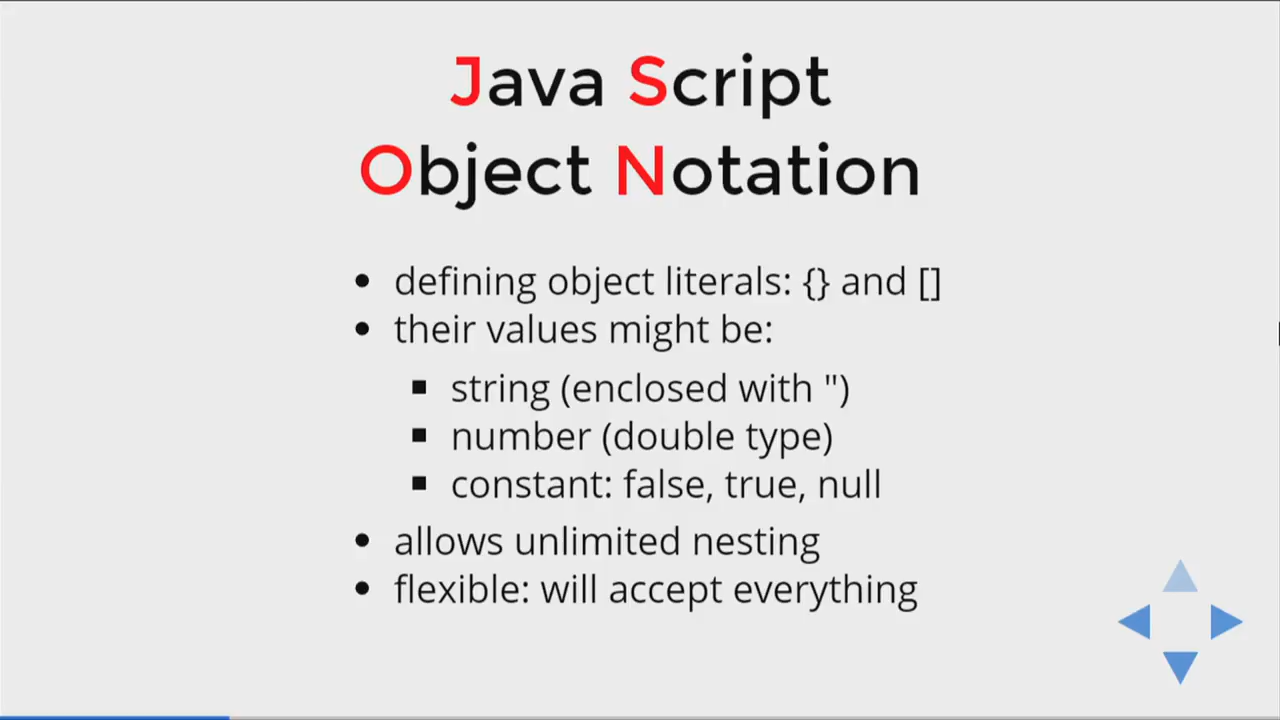 Java Script
Object Notation
• defining object literals: {} and []
• their values might be:
▪ string (enclosed with ")
▪ number (double type)
▪ constant: false, true, null
• allows unlimited nesting
• flexible: will accept everything